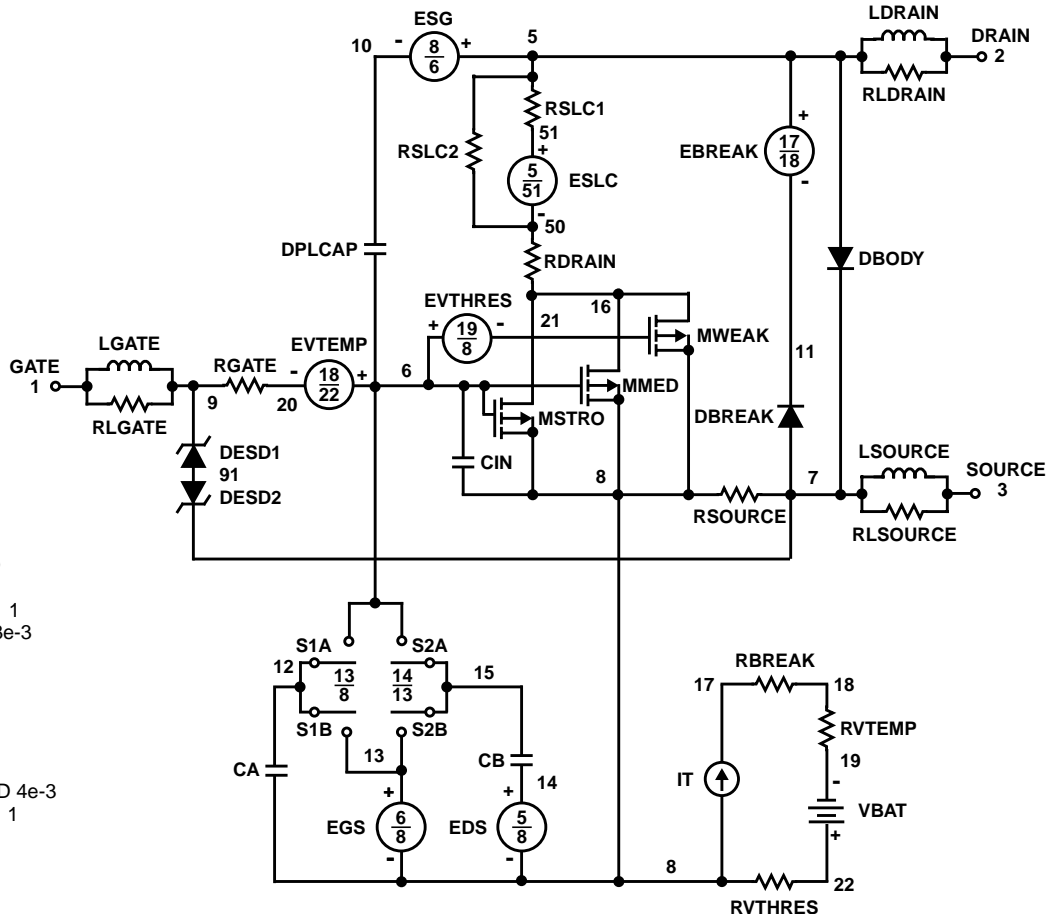 ESG
LDRAIN
DRAIN
2
10
-
8
6
+
5
RLDRAIN
RSLC1
51
RSLC2
+
5
51
ESLC
-
50
EBREAK
+
17
18
-
DPLCAP
RDRAIN
DBODY
EVTHRES
+
19
8
-
21
16
MWEAK
LGATE
GATE
1
RGATE
EVTEMP
-
18
22
+
6
11
9
20
RLGATE
MMED
MSTRO
DBREAK
DESD1
91
DESD2
CIN
8
7
LSOURCE
SOURCE
3
RSOURCE
RLSOURCE
1
e-3
S1A
S2A
12
13
8
14
13
15
S1B
S2B
13
CA
CB
14
+
6
8
-
EGS
+
5
8
-
EDS
D 4e-3
1
RBREAK
17
18
RVTEMP
19
-
IT
VBAT
+
8
22
RVTHRES